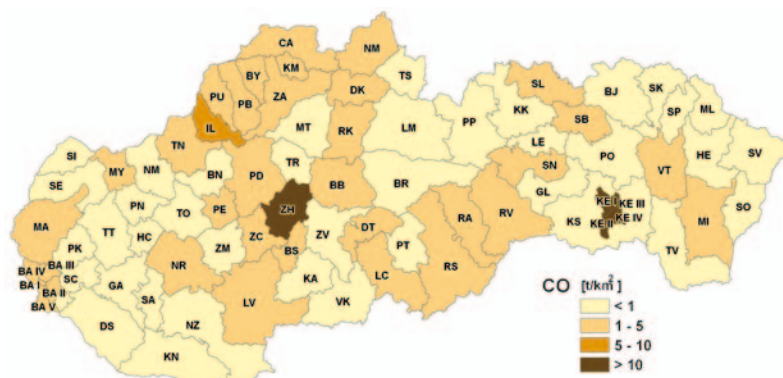 CA
NM
KM
BY
TS
PU
PB
ZA
DK
SL
BJ
SK
SP
ML
KK
SB
IL
MT
RK
LM
PP
TN
LE
PO
HE
SV
SI
MY
NM
BN
TR
SN
VT
SE
PD
BB
BR
GL
PN
PE
ZH
KE I
KE III
MI
SO
MA
TT
TO
DT
RA
RV
KS
KE II
KE IV
HC
ZM
ZC
ZV
PT
PK
BS
TV
BA IV
BA III
NR
LC
RS
BA I
SC
GA
KA
BA II
SA
LV
VK
BA V
DS
NZ
KN
CO [t/km²]
< 1
1 - 5
5 - 10
> 10